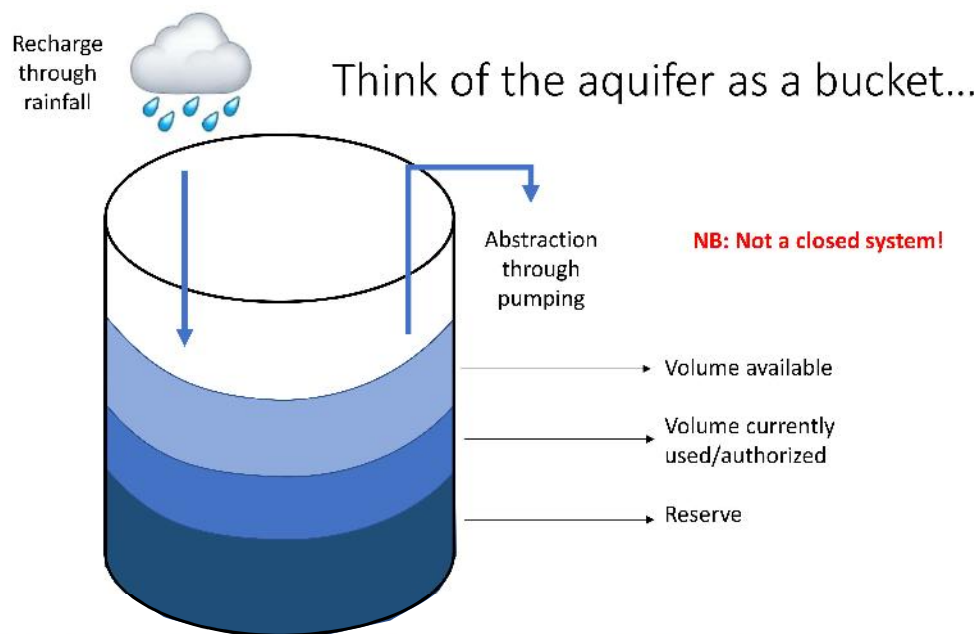 Recharge
through
rainfall
Think of the aquifer as a bucket...
Abstraction
through
pumping
NB: Not a closed system!
Volume available
Volume currently
used/authorized
Reserve